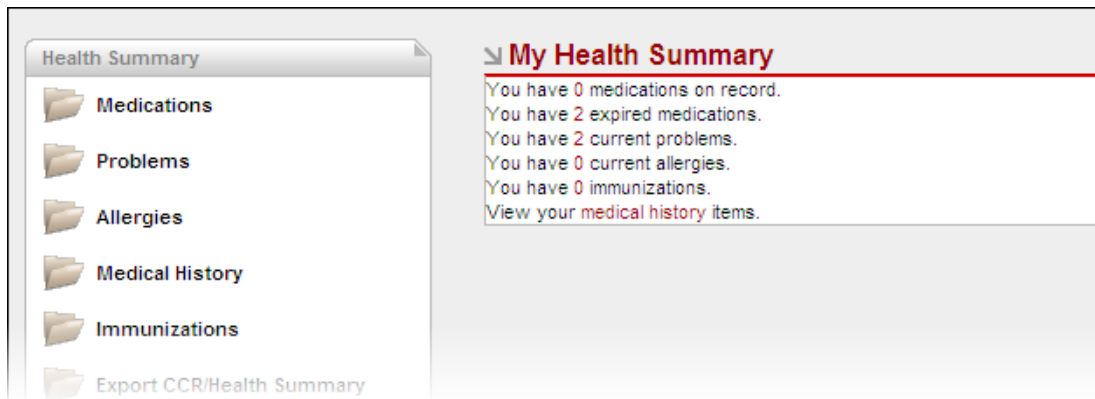 Health Summary
Medications
Problems
Allergies
Medical History
Immunizations
Export CCR/Health Summary
My Health Summary
You have 0 medications on record.
You have 2 expired medications.
You have 2 current problems.
You have 0 current allergies.
You have 0 immunizations.
View your medical history items.